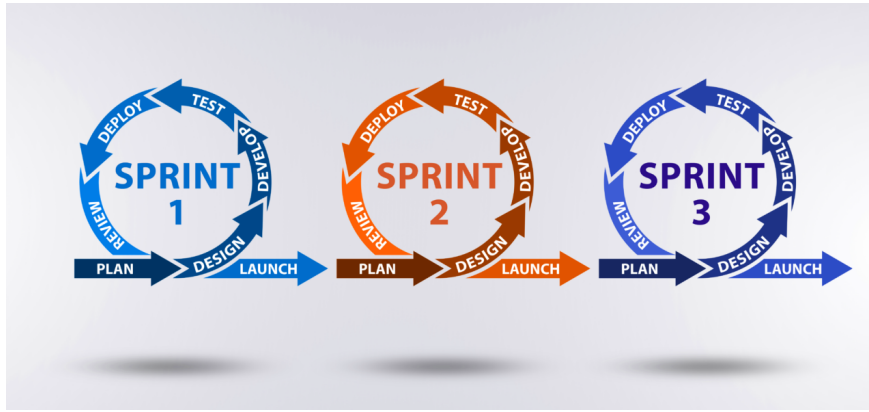 SPRINT
1
PLAN
DESIGN
DEVELOP
TEST
DEPLOY
REVIEW
LAUNCH
SPRINT
2
PLAN
DESIGN
DEVELOP
TEST
DEPLOY
REVIEW
LAUNCH
SPRINT
3
PLAN
DESIGN
DEVELOP
TEST
DEPLOY
REVIEW
LAUNCH